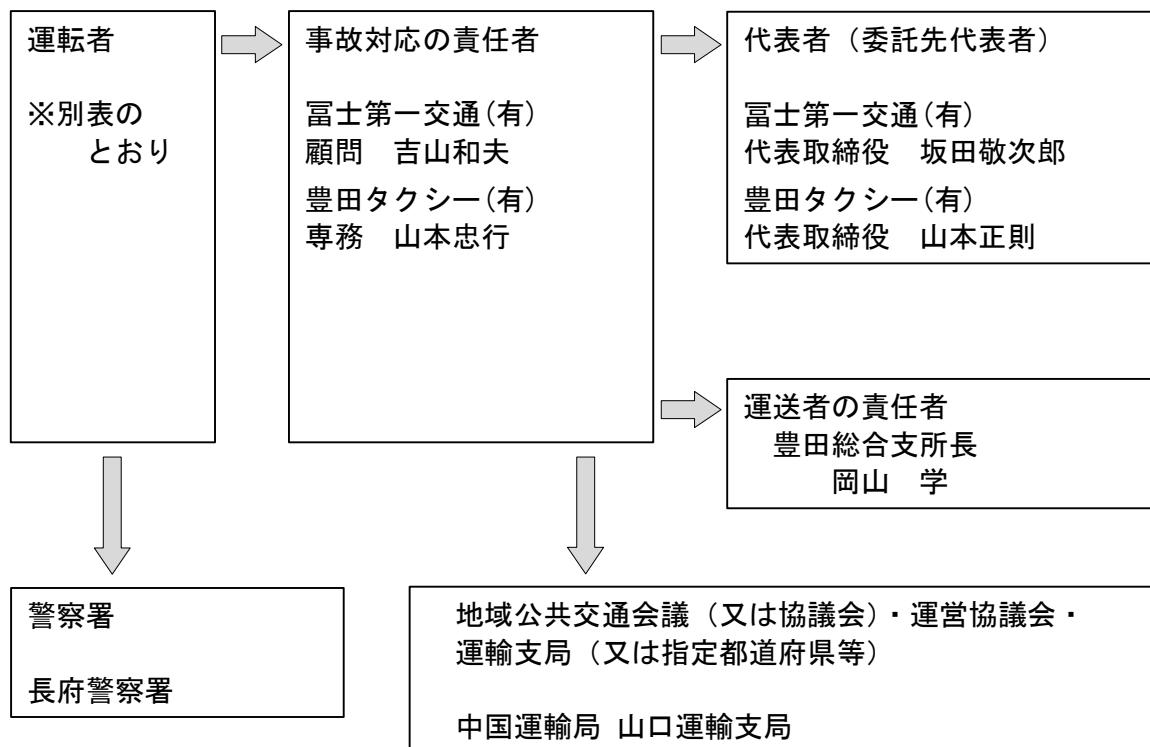 運転者
※別表の
とおり
事故対応の責任者
冨士第一交通(有)
顧問　吉山和夫
豊田タクシー(有)
専務　山本忠行
代表者（委託先代表者）
冨士第一交通(有)
代表取締役　坂田敬次郎
豊田タクシー(有)
代表取締役　山本正則
運送者の責任者
豊田総合支所長
岡山　学
警察署
長府警察署
地域公共交通会議（又は協議会）・運営協議会・
運輸支局（又は指定都道府県等）
中国運輸局 山口運輸支局